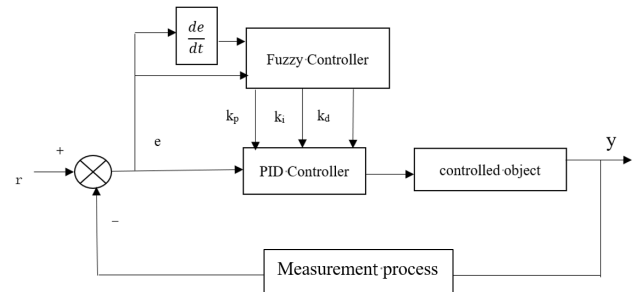 de
dt
Fuzzy Controller
kp ki kd
+ e y
r PID Controller controlled object
−
Measurement process